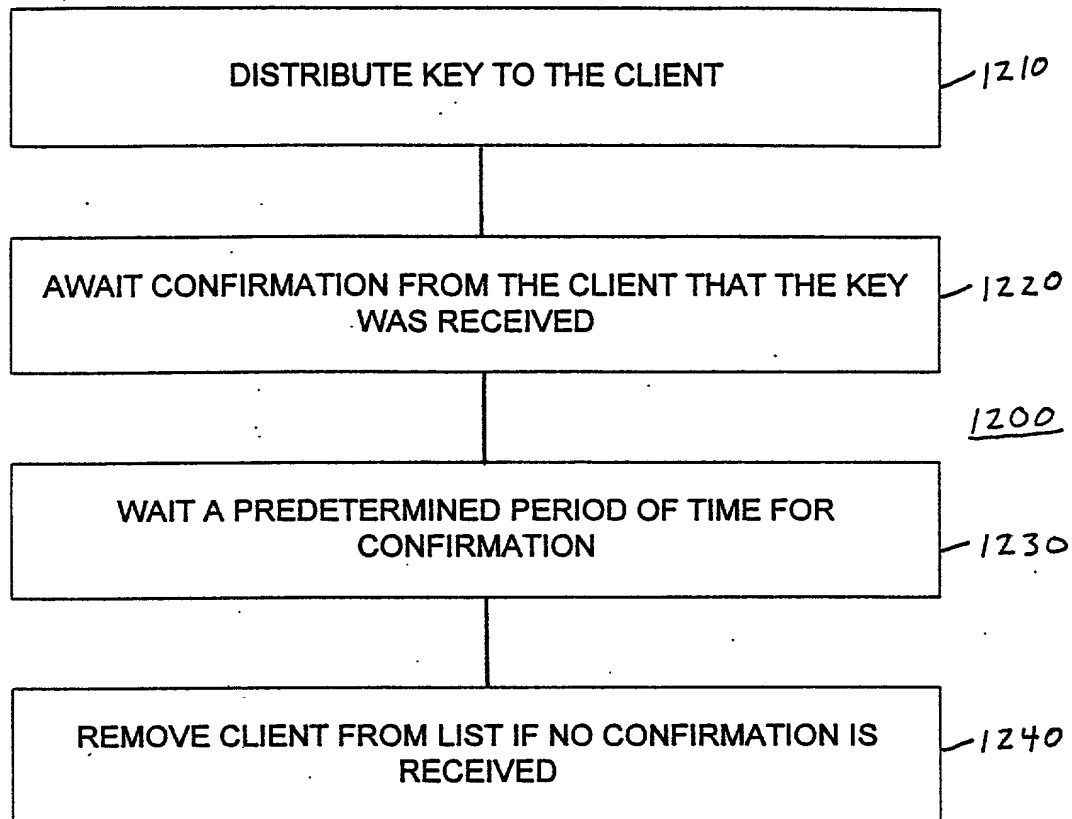 DISTRIBUTE KEY TO THE CLIENT
1210
AWAIT CONFIRMATION FROM THE CLIENT THAT THE KEY
WAS RECEIVED
1220
1200
WAIT A PREDETERMINED PERIOD OF TIME FOR
CONFIRMATION
1230
REMOVE CLIENT FROM LIST IF NO CONFIRMATION IS
RECEIVED
1240